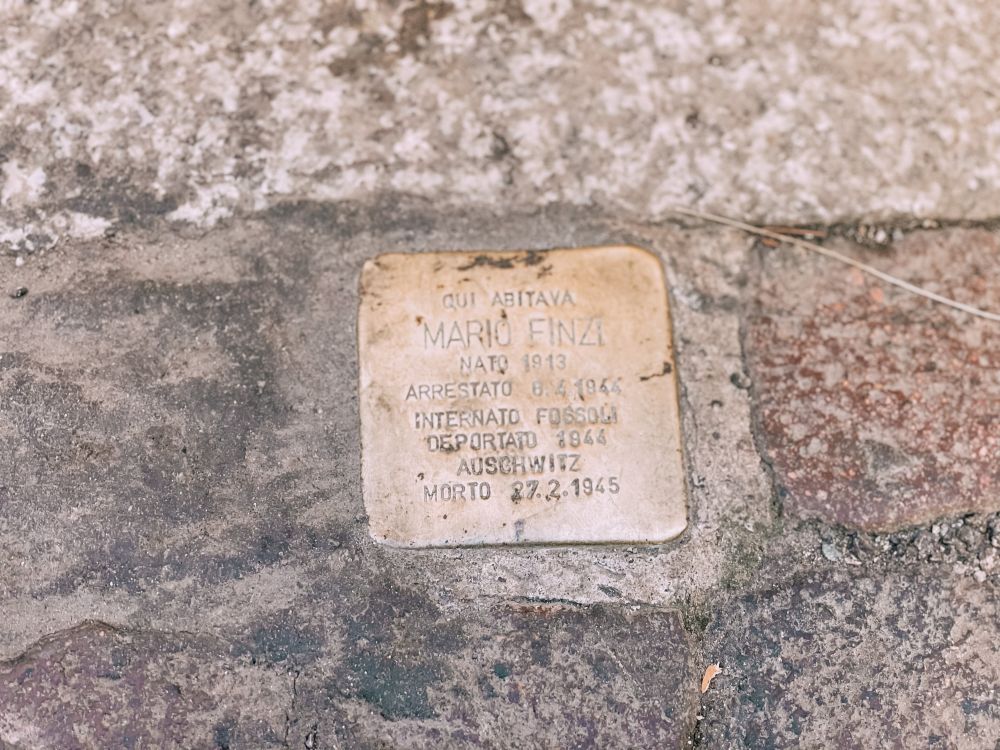 QUI ABITAVA
MARIO FINZI
NATO 1913
ARRESTATO 6.4.1944
INTERNATO FOSSOLI
DEPORTATO 1944
AUSCHWITZ
MORTO 27.2.1945